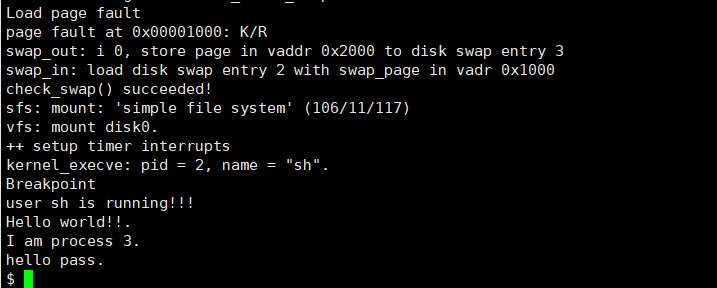 Load page fault
page fault at 0x00001000: K/R
swap_out: i 0, store page in vaddr 0x2000 to disk swap entry 3
swap_in: load disk swap entry 2 with swap_page in vadr 0x1000
check_swap() succeeded!
sfs: mount: 'simple file system' (106/11/117)
vfs: mount disk0.
++ setup timer interrupts
kernel_execve: pid = 2, name = "sh".
Breakpoint
user sh is running!!!
Hello world!!.
I am process 3.
hello pass.
$